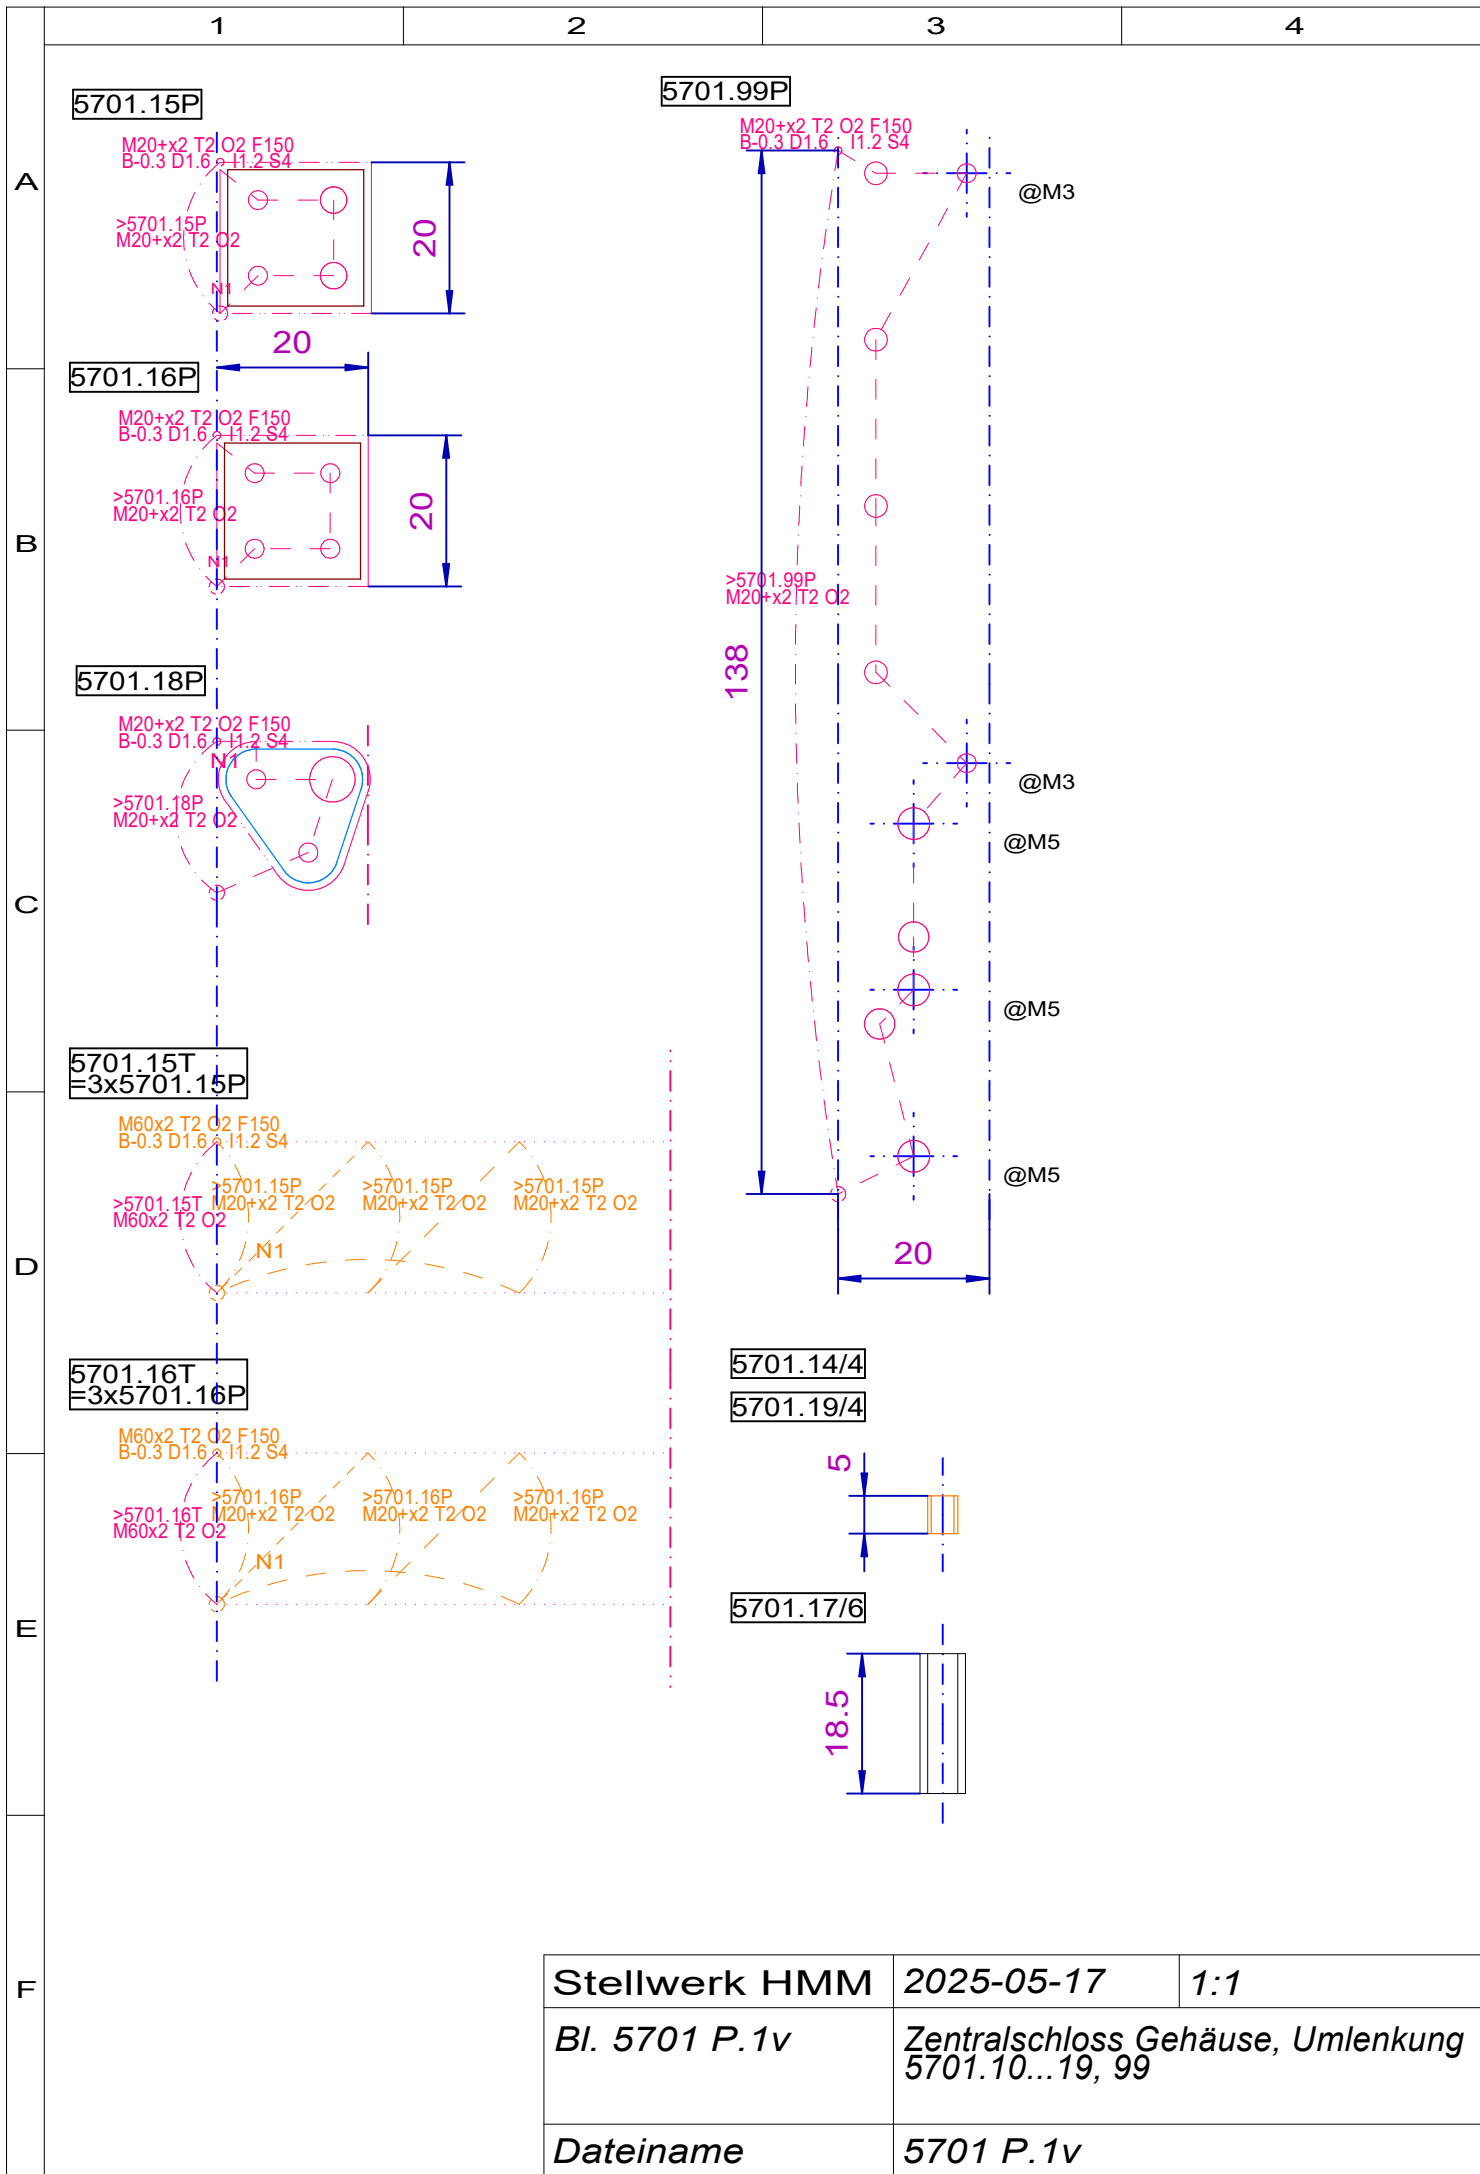 1
2
3
4
A
B
C
D
E
F
5701.15P
M20+x2 T2 O2 F150
B-0.3 D1.6 I1.2 S4
>5701.15P
M20+x2 T2 O2
N1
20
20
5701.16P
M20+x2 T2 O2 F150
B-0.3 D1.6 I1.2 S4
>5701.16P
M20+x2 T2 O2
N1
20
5701.18P
M20+x2 T2 O2 F150
B-0.3 D1.6 I1.2 S4
N1
>5701.18P
M20+x2 T2 O2
5701.15T
=3x5701.15P
M60x2 T2 O2 F150
B-0.3 D1.6 I1.2 S4
>5701.15T
M60x2 T2 O2
>5701.15P
M20+x2 T2 O2
>5701.15P
M20+x2 T2 O2
>5701.15P
M20+x2 T2 O2
N1
5701.16T
=3x5701.16P
M60x2 T2 O2 F150
B-0.3 D1.6 I1.2 S4
>5701.16T
M60x2 T2 O2
>5701.16P
M20+x2 T2 O2
>5701.16P
M20+x2 T2 O2
>5701.16P
M20+x2 T2 O2
N1
5701.99P
M20+x2 T2 O2 F150
B-0.3 D1.6 I1.2 S4
@M3
>5701.99P
M20+x2 T2 O2
138
@M3
@M5
@M5
@M5
20
5701.14/4
5701.19/4
5
5701.17/6
18.5
Stellwerk HMM
2025-05-17
1:1
Bl. 5701 P.1v
Zentralschloss Gehäuse, Umlenkung
5701.10...19, 99
Dateiname
5701 P.1v